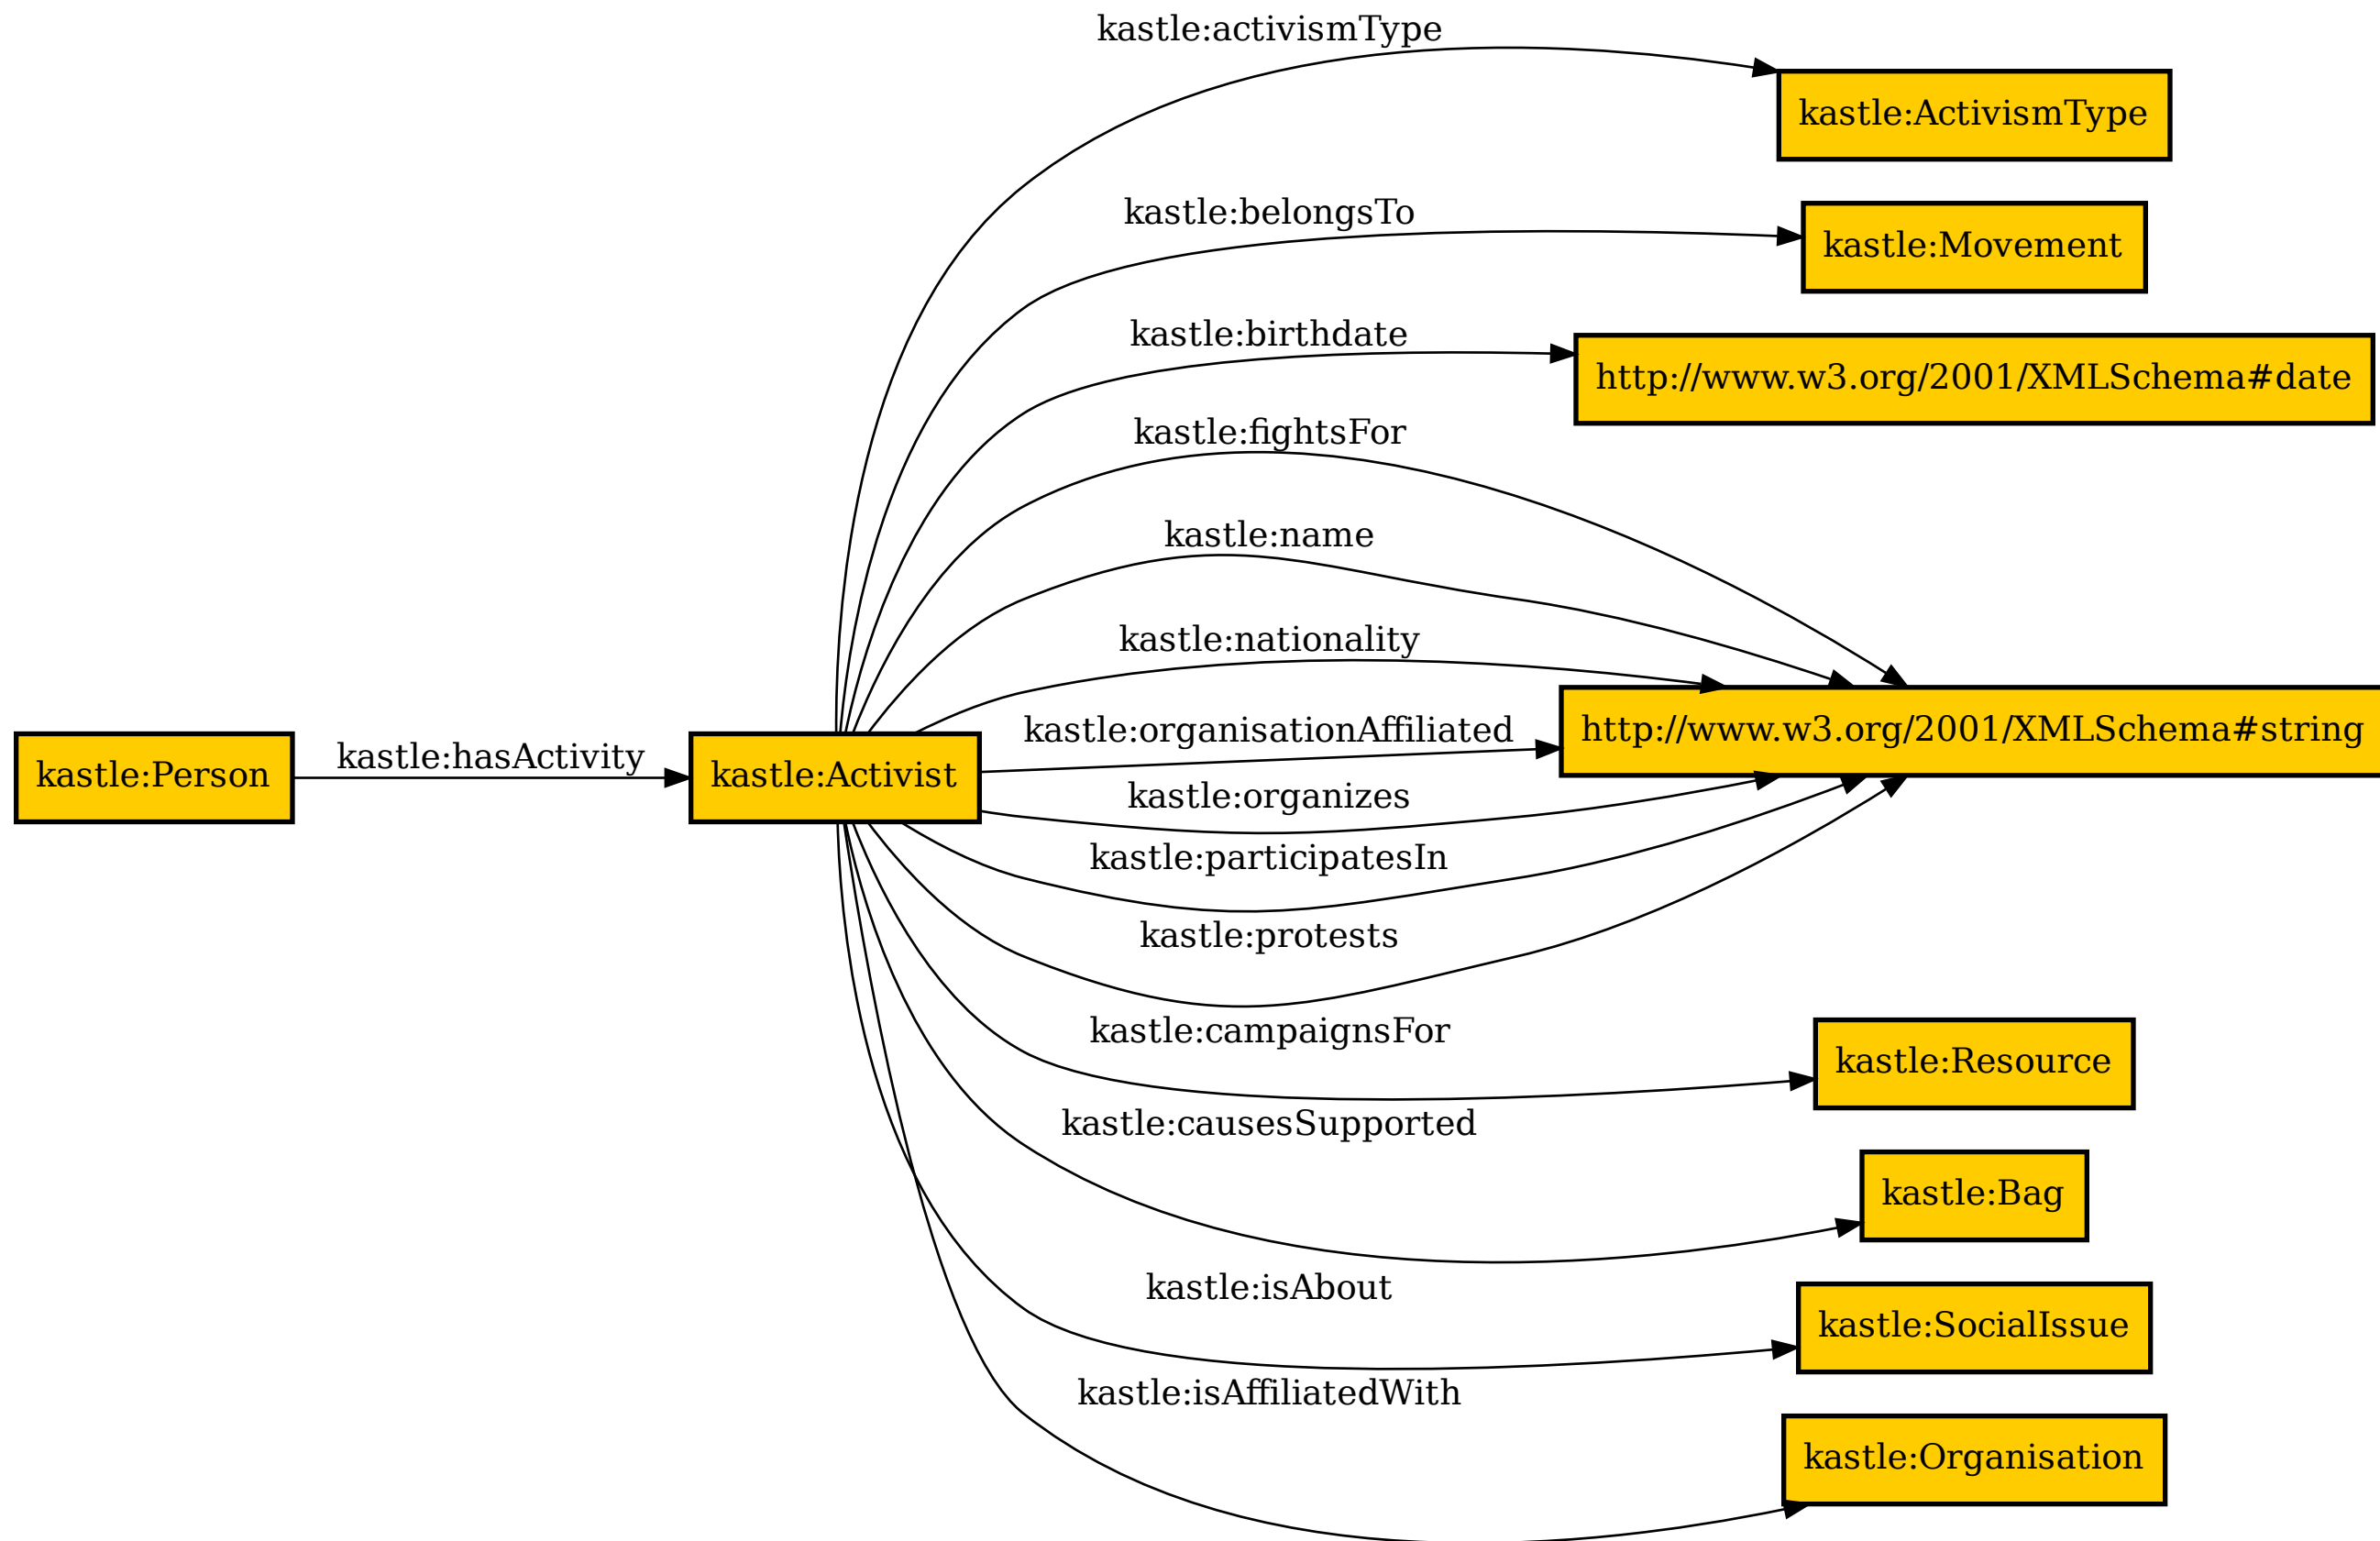 kastle:activismType
kastle:ActivismType
kastle:belongsTo
kastle:Movement
kastle:birthdate
http://www.w3.org/2001/XMLSchema#date
kastle:fightsFor
kastle:name
kastle:nationality
kastle:organisationAffiliated
http://www.w3.org/2001/XMLSchema#string
kastle:Person
kastle:hasActivity
kastle:Activist
kastle:organizes
kastle:participatesIn
kastle:protests
kastle:campaignsFor
kastle:Resource
kastle:causesSupported
kastle:Bag
kastle:isAbout
kastle:SocialIssue
kastle:isAffiliatedWith
kastle:Organisation